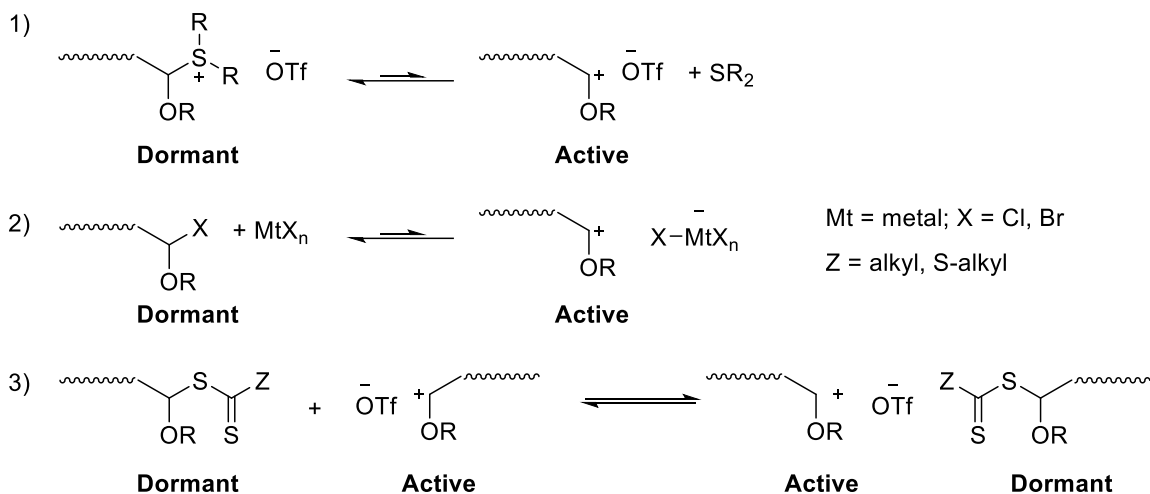 1)
R
S
+
R
−
OTf
OR
+
−
OTf
+ SR₂
OR
Dormant
Active
2)
X
+ MtXₙ
OR
+
−
X−MtXₙ
OR
Mt = metal; X = Cl, Br
Z = alkyl, S-alkyl
Dormant
Active
3)
S
Z
S
OR
+
−
OTf
+
OR
+
−
OTf
OR
Z
S
S
OR
Dormant
Active
Active
Dormant